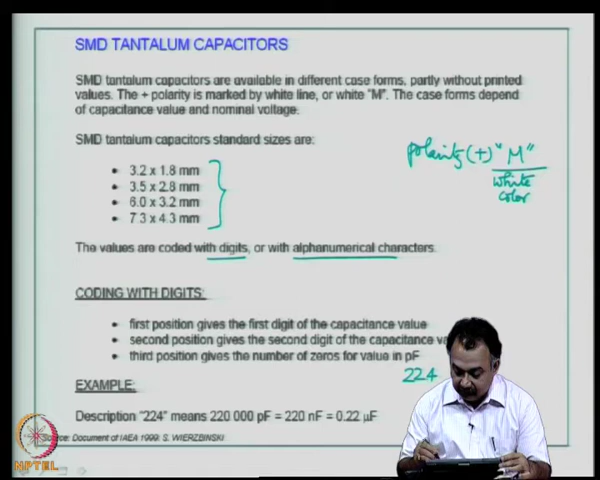 SMD TANTALUM CAPACITORS
SMD tantalum capacitors are available in different case forms, partly without printed
values. The + polarity is marked by white line, or white "M". The case forms depend
of capacitance value and nominal voltage.
SMD tantalum capacitors standard sizes are:
• 3.2 x 1.8 mm
• 3.5 x 2.8 mm
• 6.0 x 3.2 mm
• 7.3 x 4.3 mm
polarity (+) "M"
white
color
The values are coded with digits, or with alphanumerical characters.
CODING WITH DIGITS:
• first position gives the first digit of the capacitance value
• second position gives the second digit of the capacitance va
• third position gives the number of zeros for value in pF
224
EXAMPLE:
Description "224" means 220 000 pF = 220 nF = 0.22 µF
Source: Document of IAEA 1999: S. WIERZBINSKI
NPTEL